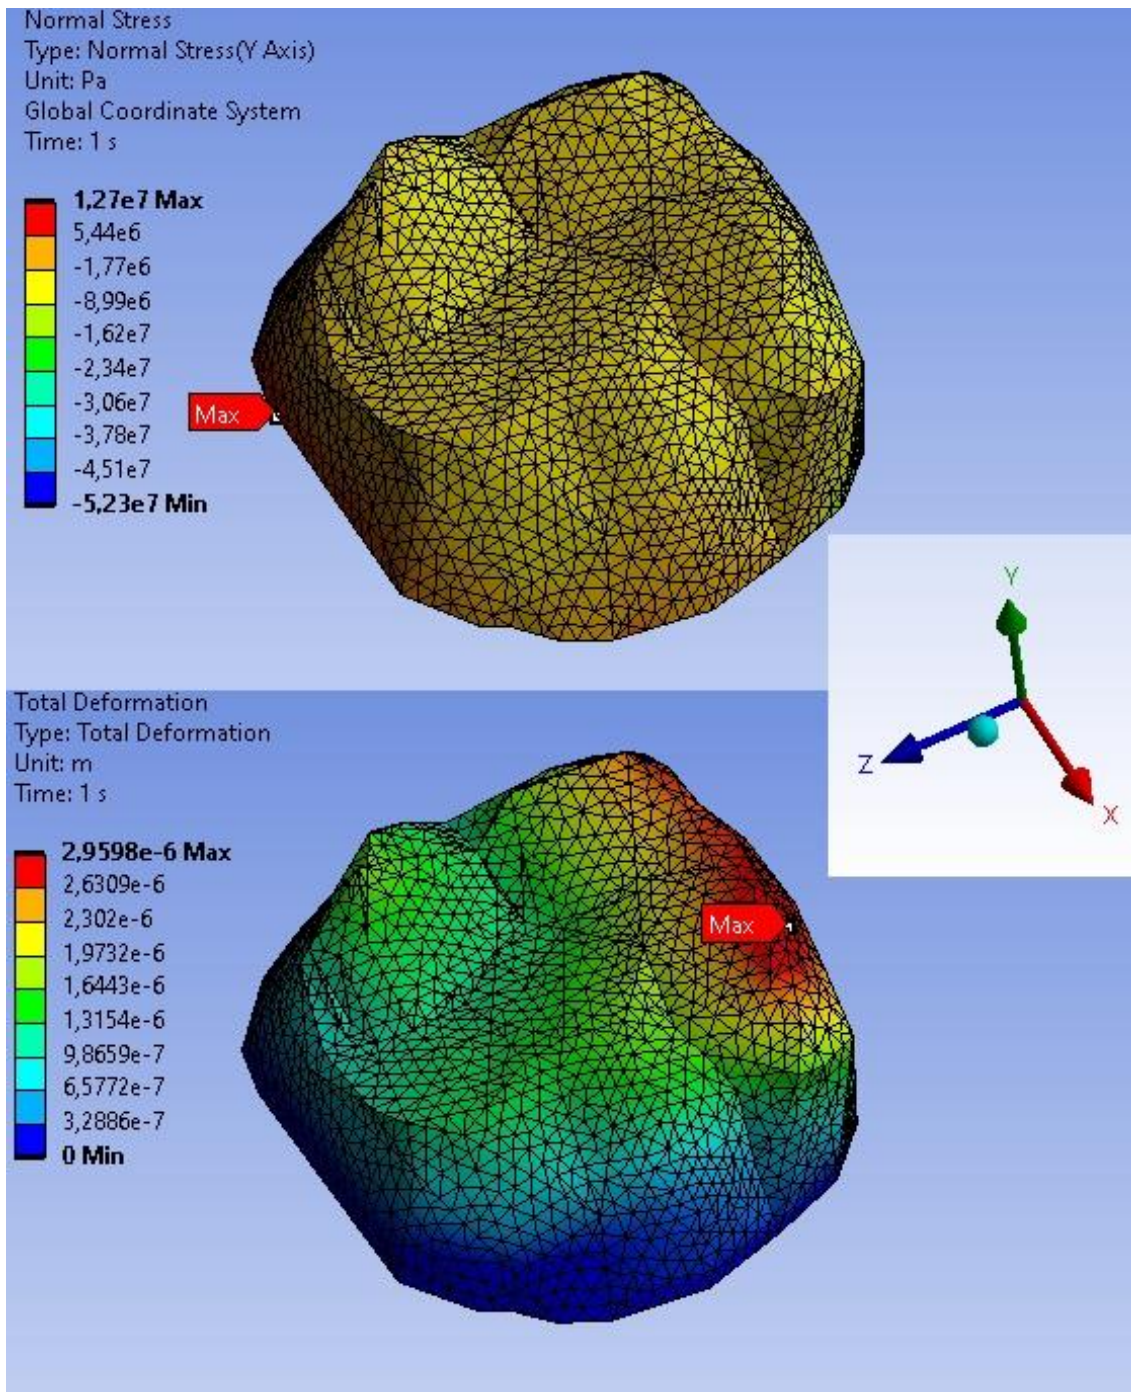 Normal Stress
Type: Normal Stress(Y Axis)
Unit: Pa
Global Coordinate System
Time: 1 s
1,27e7 Max
5,44e6
-1,77e6
-8,99e6
-1,62e7
-2,34e7
-3,06e7
-3,78e7
-4,51e7
-5,23e7 Min
Max
Y
Z
X
Total Deformation
Type: Total Deformation
Unit: m
Time: 1 s
2,9598e-6 Max
2,6309e-6
2,302e-6
1,9732e-6
1,6443e-6
1,3154e-6
9,8659e-7
6,5772e-7
3,2886e-7
0 Min
Max